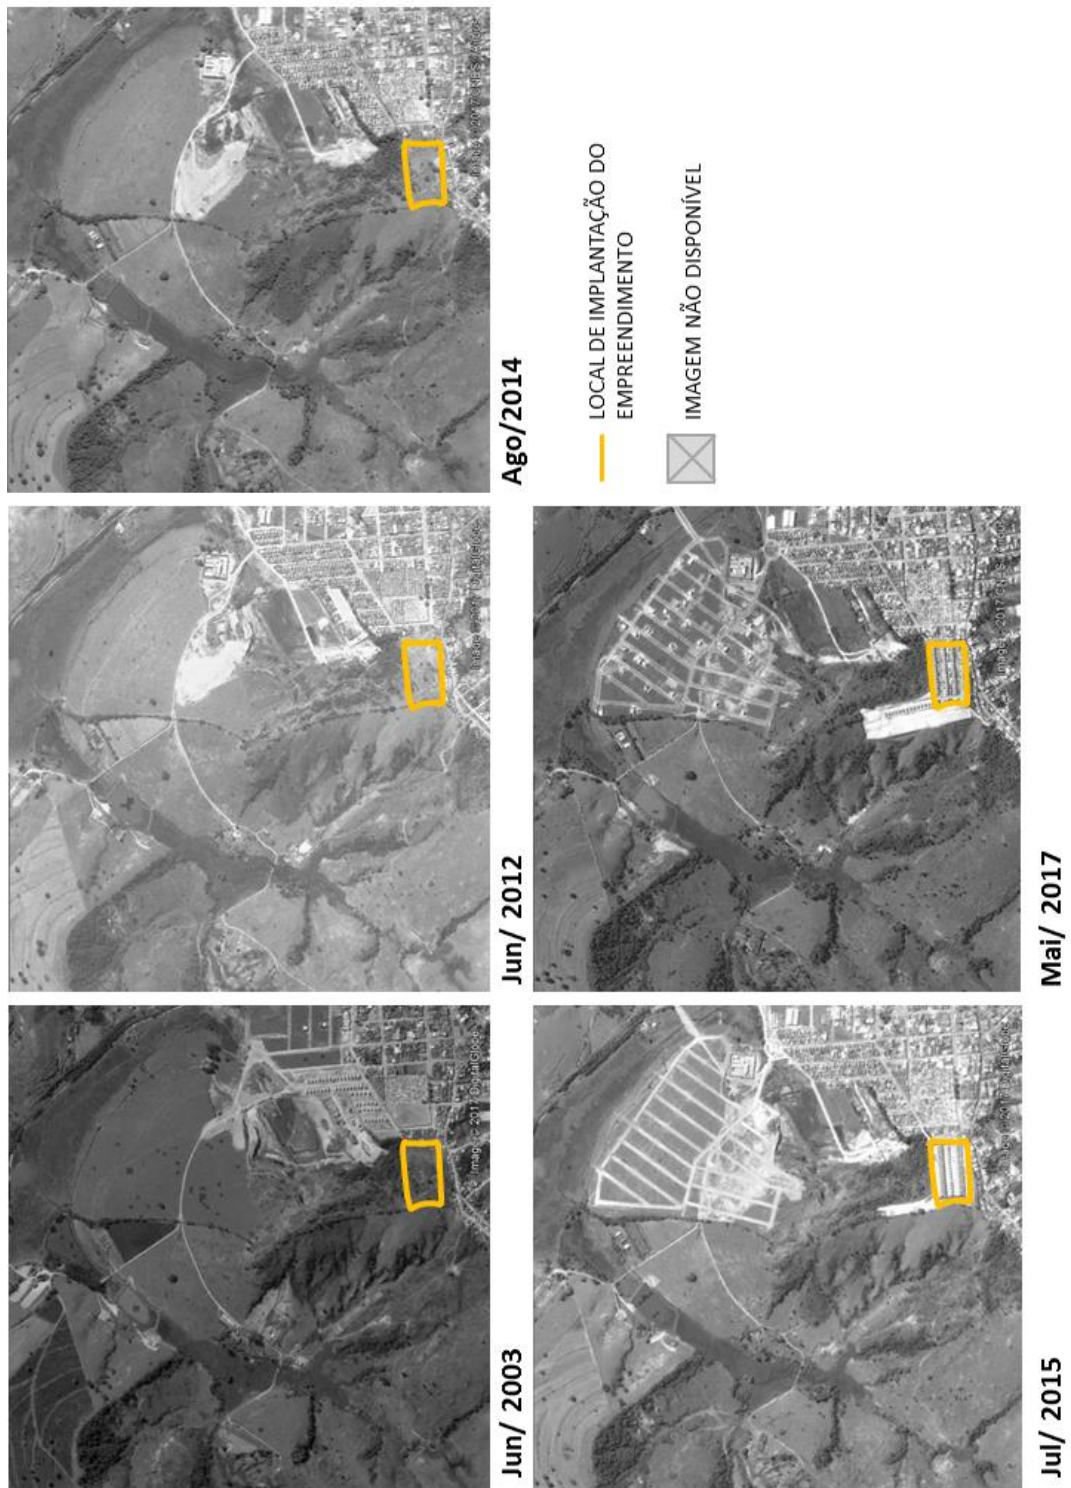 Jun/ 2003
Jun/ 2012
Ago/2014
Jul/ 2015
Mai/ 2017
LOCAL DE IMPLANTAÇÃO DO
EMPREENDIMENTO
IMAGEM NÃO DISPONÍVEL